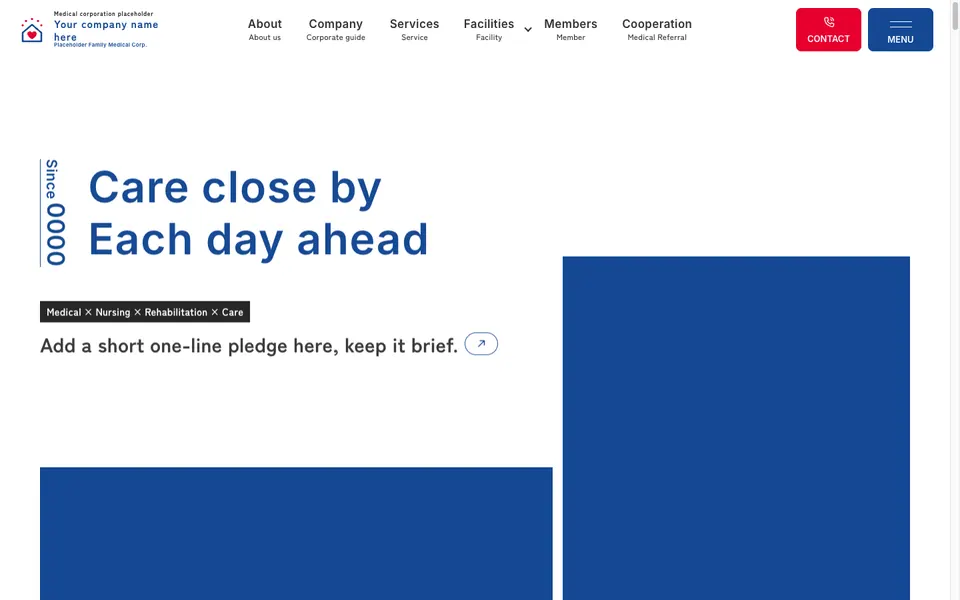 Medical corporation placeholder
Your company name
here
Placeholder Family Medical Corp.
About
About us
Company
Corporate guide
Services
Service
Facilities
Facility
Members
Member
Cooperation
Medical Referral
CONTACT
MENU
Since 0000
Care close by
Each day ahead
Medical × Nursing × Rehabilitation × Care
Add a short one-line pledge here, keep it brief.